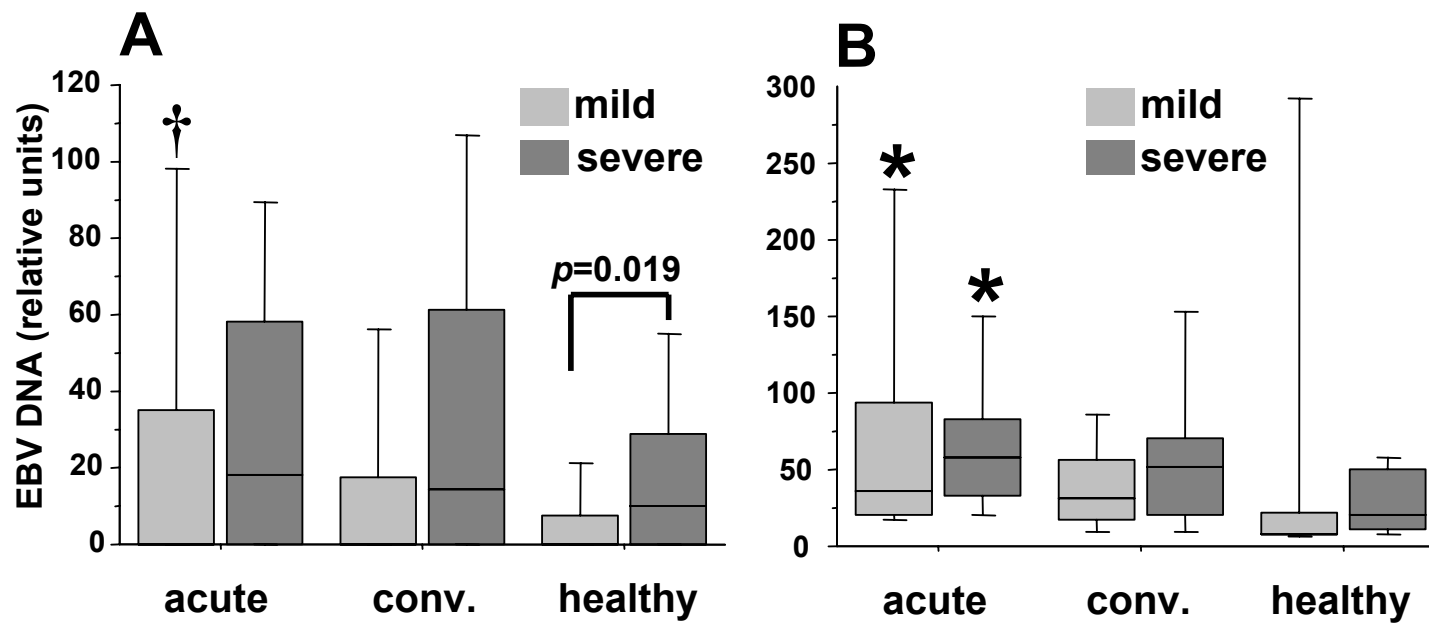 A
EBV DNA (relative units)
120
100
80
60
40
20
0
†
mild
severe
p=0.019
acute conv. healthy
B
300
250
200
150
100
50
0
*
*
mild
severe
acute conv. healthy